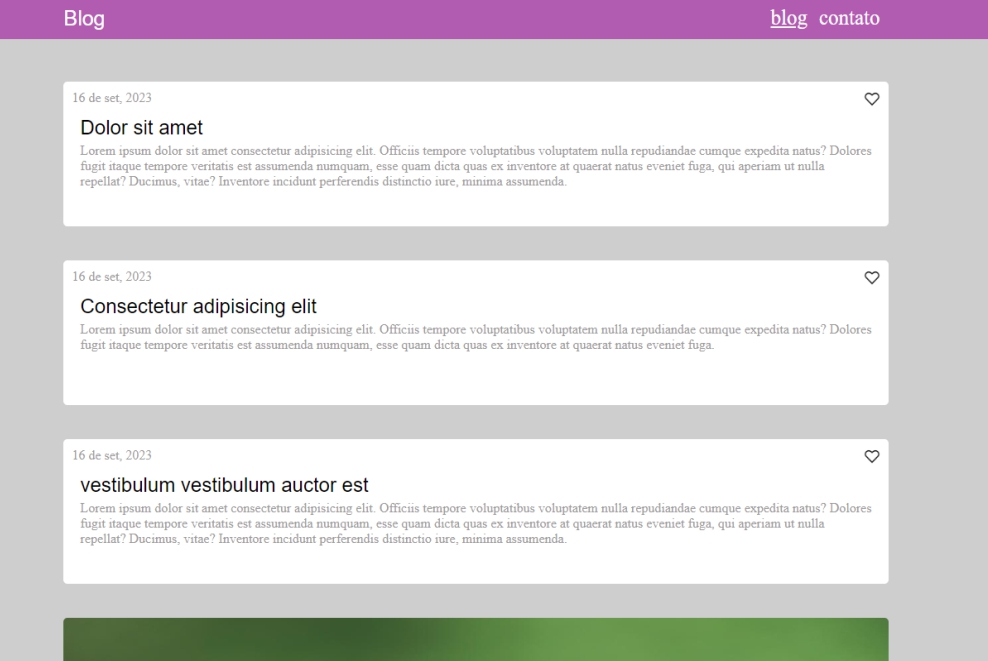 Blog
blog contato
16 de set, 2023
Dolor sit amet
Lorem ipsum dolor sit amet consectetur adipisicing elit. Officiis tempore voluptatibus voluptatem nulla repudiandae cumque expedita natus? Dolores
fugit itaque tempore veritatis est assumenda numquam, esse quam dicta quas ex inventore at quaerat natus eveniet fuga, qui aperiam ut nulla
repellat? Ducimus, vitae? Inventore incidunt perferendis distinctio iure, minima assumenda.
16 de set, 2023
Consectetur adipisicing elit
Lorem ipsum dolor sit amet consectetur adipisicing elit. Officiis tempore voluptatibus voluptatem nulla repudiandae cumque expedita natus? Dolores
fugit itaque tempore veritatis est assumenda numquam, esse quam dicta quas ex inventore at quaerat natus eveniet fuga.
16 de set, 2023
vestibulum vestibulum auctor est
Lorem ipsum dolor sit amet consectetur adipisicing elit. Officiis tempore voluptatibus voluptatem nulla repudiandae cumque expedita natus? Dolores
fugit itaque tempore veritatis est assumenda numquam, esse quam dicta quas ex inventore at quaerat natus eveniet fuga, qui aperiam ut nulla
repellat? Ducimus, vitae? Inventore incidunt perferendis distinctio iure, minima assumenda.